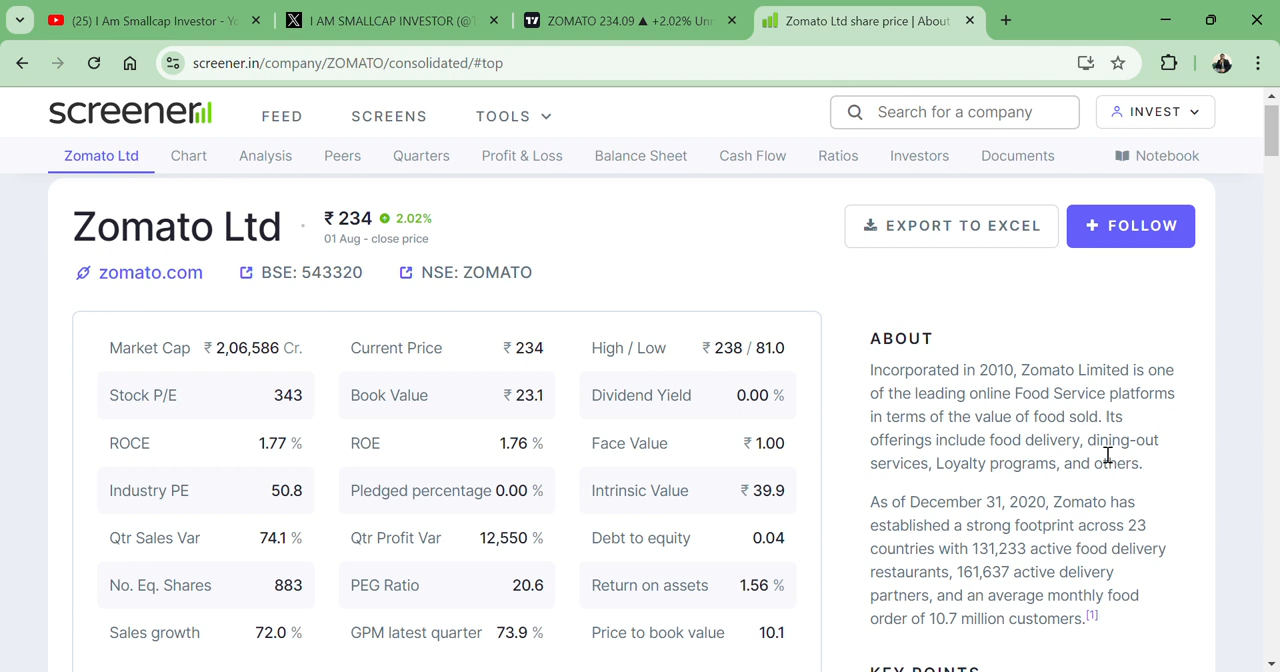 (25) I Am Smallcap Investor - Yo
I AM SMALLCAP INVESTOR (@
ZOMATO 234.09 ▲ +2.02% Un
Zomato Ltd share price | About
screener.in/company/ZOMATO/consolidated/#top
screener
FEED
SCREENS
TOOLS
Search for a company
INVEST
Zomato Ltd
Chart
Analysis
Peers
Quarters
Profit & Loss
Balance Sheet
Cash Flow
Ratios
Investors
Documents
Notebook
Zomato Ltd
₹ 234 2.02%
01 Aug - close price
EXPORT TO EXCEL
+ FOLLOW
zomato.com
BSE: 543320
NSE: ZOMATO
Market Cap ₹ 2,06,586 Cr.
Current Price ₹ 234
High / Low ₹ 238 / 81.0
Stock P/E 343
Book Value ₹ 23.1
Dividend Yield 0.00 %
ROCE 1.77 %
ROE 1.76 %
Face Value ₹ 1.00
Industry PE 50.8
Pledged percentage 0.00 %
Intrinsic Value ₹ 39.9
Qtr Sales Var 74.1 %
Qtr Profit Var 12,550 %
Debt to equity 0.04
No. Eq. Shares 883
PEG Ratio 20.6
Return on assets 1.56 %
Sales growth 72.0 %
GPM latest quarter 73.9 %
Price to book value 10.1
ABOUT
Incorporated in 2010, Zomato Limited is one
of the leading online Food Service platforms
in terms of the value of food sold. Its
offerings include food delivery, dining-out
services, Loyalty programs, and others.
As of December 31, 2020, Zomato has
established a strong footprint across 23
countries with 131,233 active food delivery
restaurants, 161,637 active delivery
partners, and an average monthly food
order of 10.7 million customers.[1]
KEY POINTS